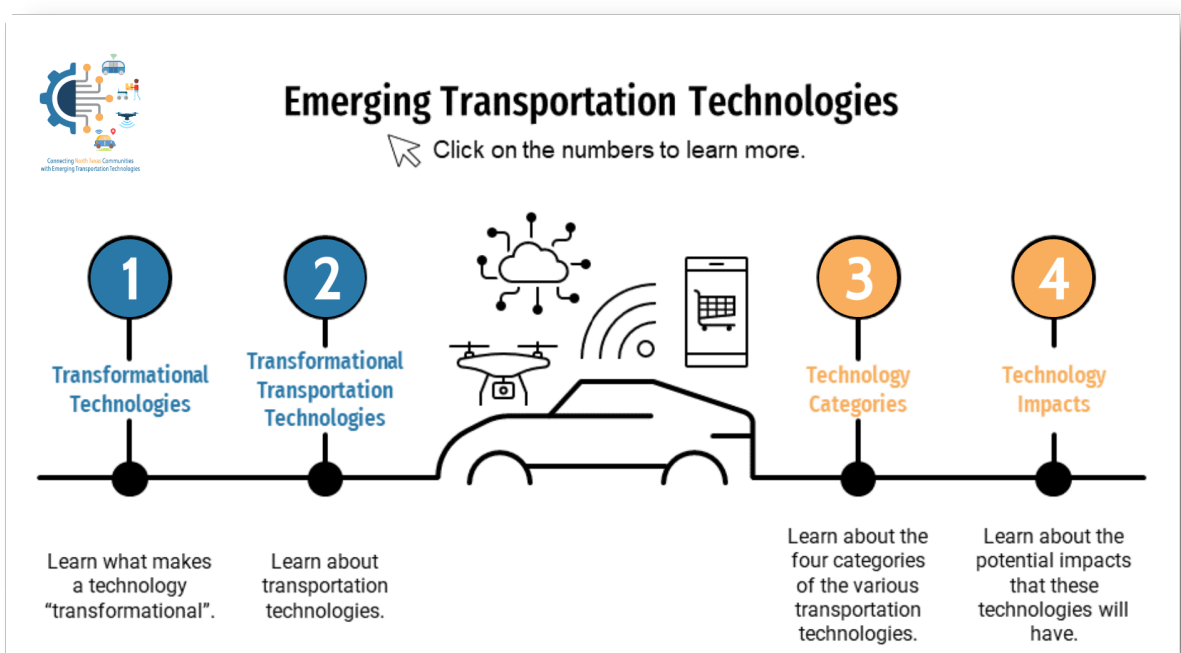 Connecting North Texas Communities
with Emerging Transportation Technologies
Emerging Transportation Technologies
Click on the numbers to learn more.
1
Transformational
Technologies
Learn what makes
a technology
“transformational”.
2
Transformational
Transportation
Technologies
Learn about
transportation
technologies.
3
Technology
Categories
Learn about the
four categories
of the various
transportation
technologies.
4
Technology
Impacts
Learn about the
potential impacts
that these
technologies will
have.